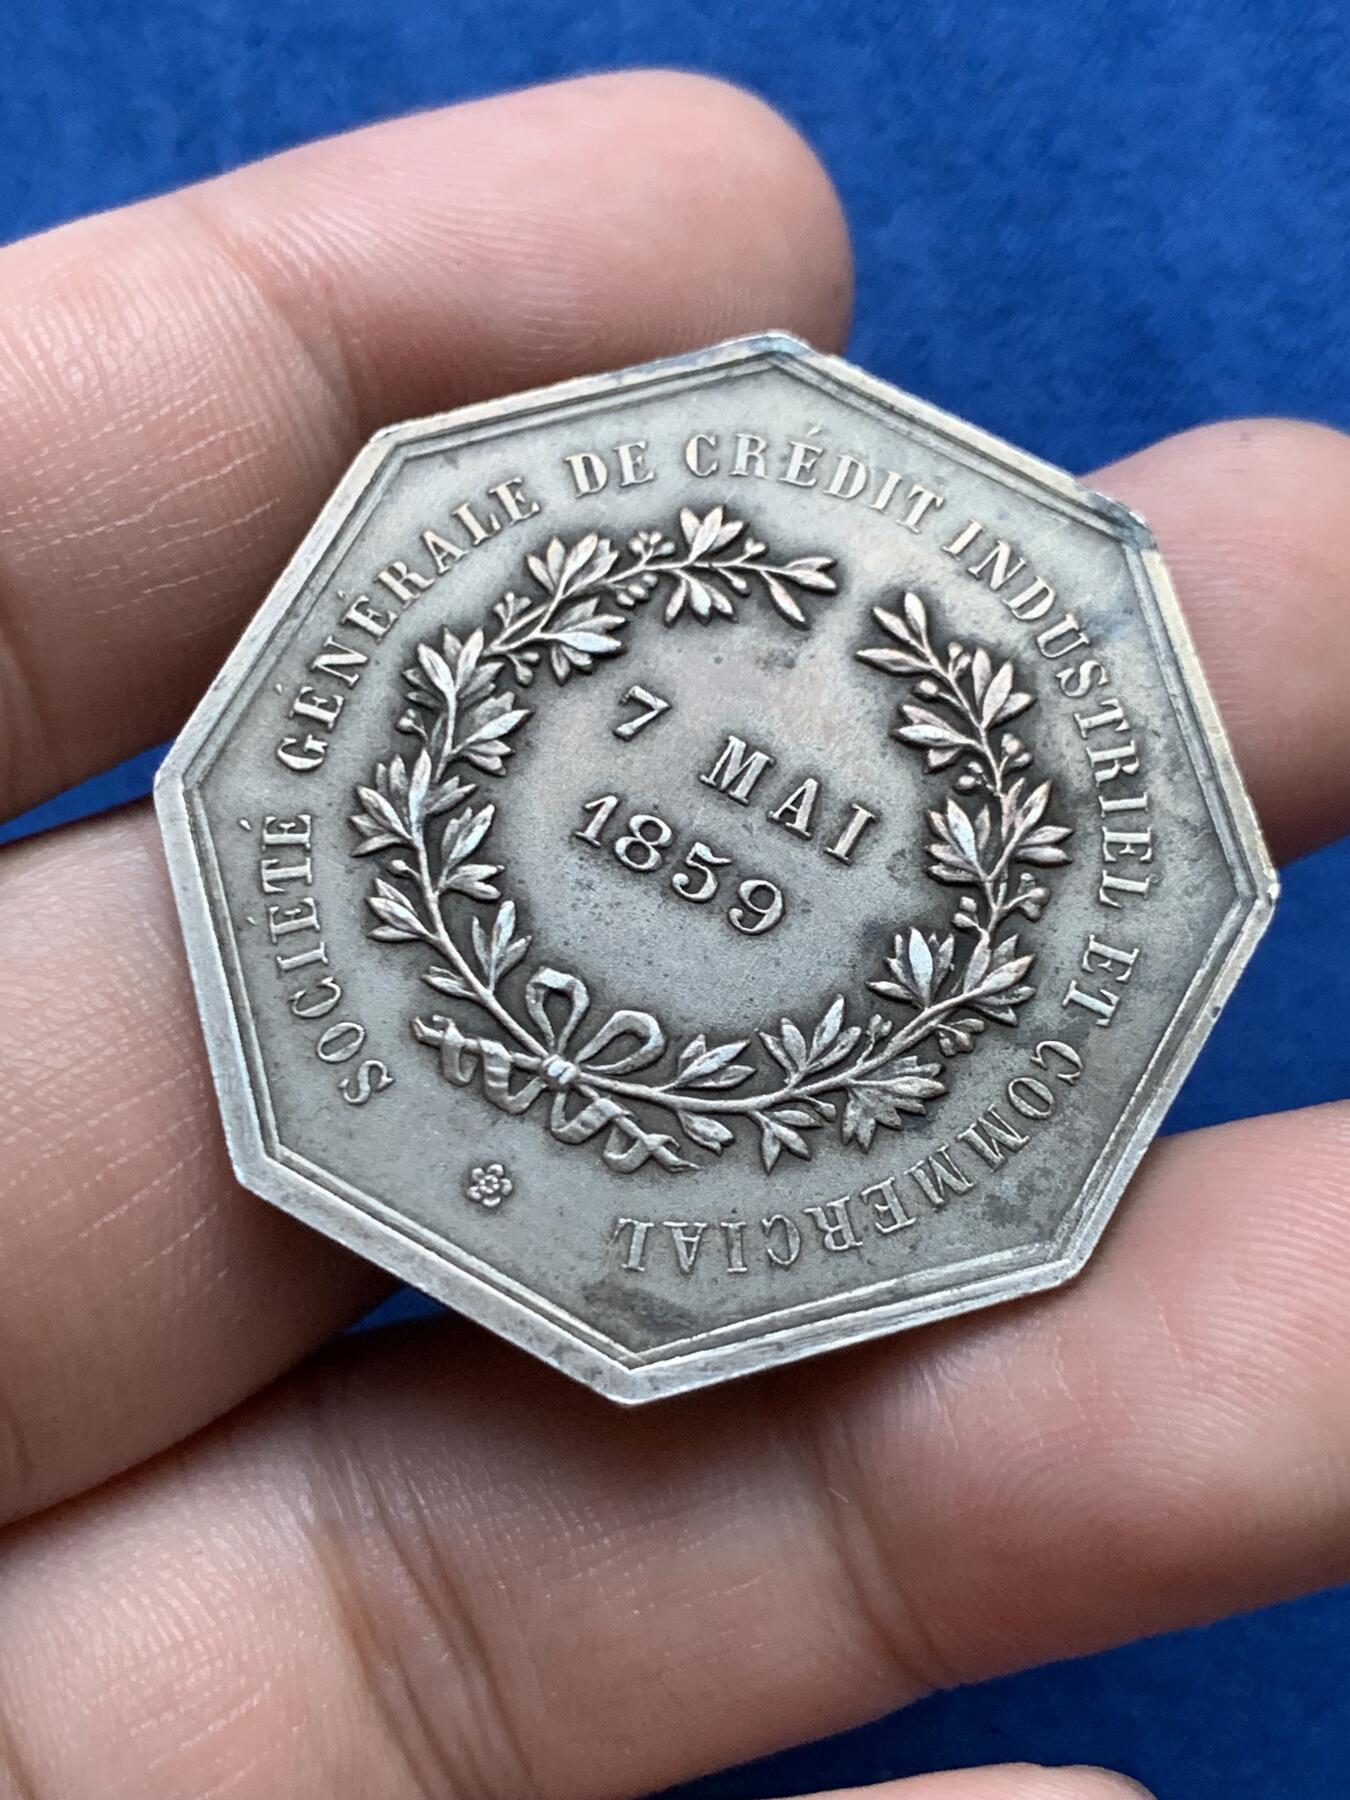 SOCIÉTÉ GÉNÉRALE DE CRÉDIT INDUSTRIEL ET COMMERCIAL
7 MAI
1859